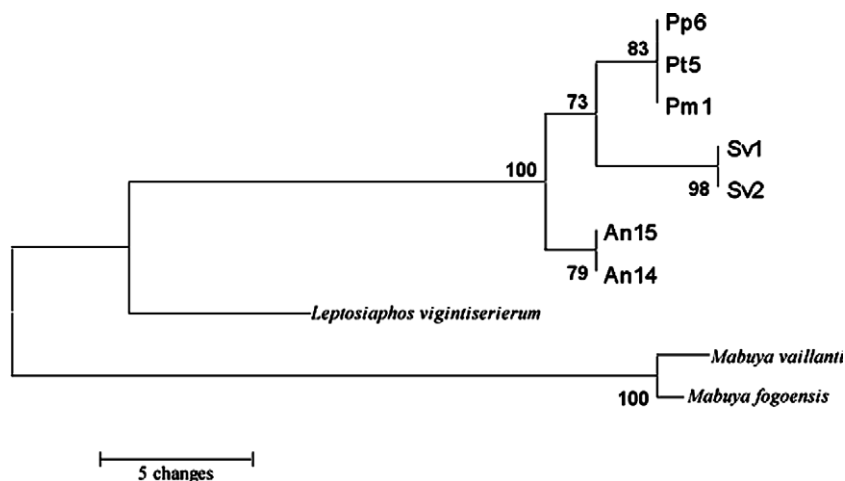 Pp6
83
Pt5
Pm1
73
Sv1
100
98
Sv2
An15
79
An14
Leptosiaphos vigintiserierum
Mabuya vaillanti
100
Mabuya fogoensis
5 changes